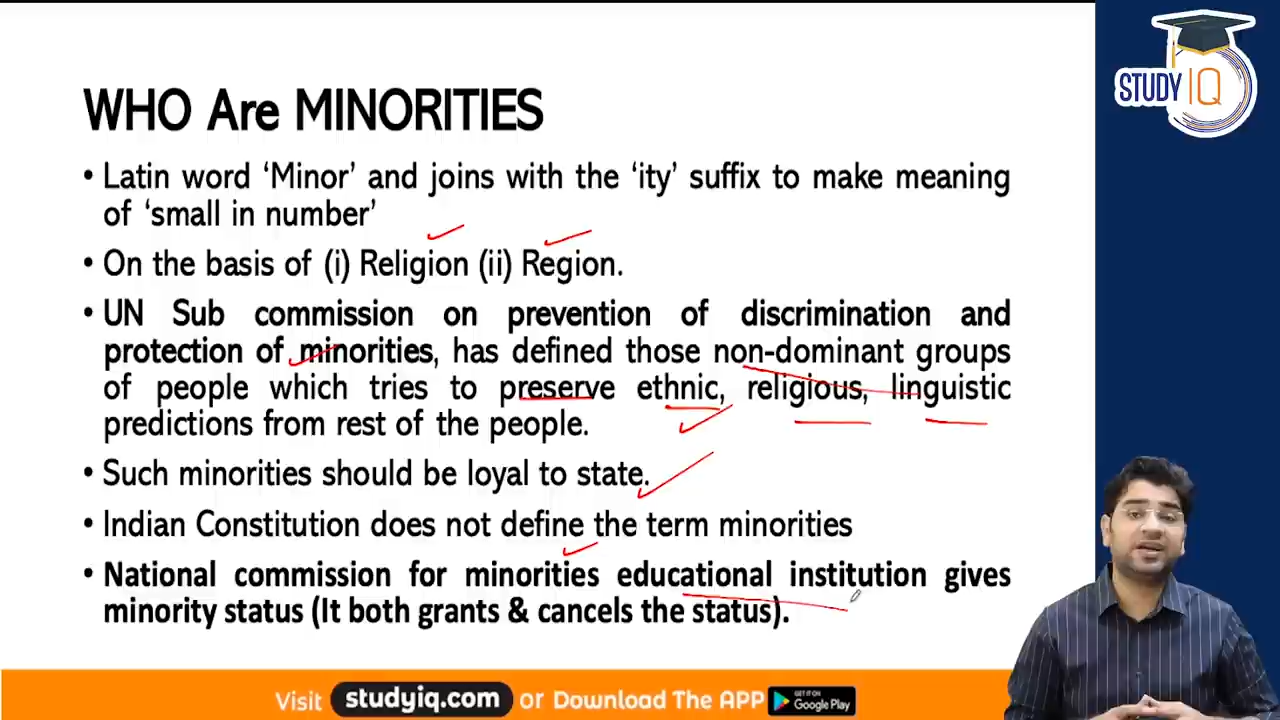 STUDY IQ
WHO Are MINORITIES
• Latin word ‘Minor’ and joins with the ‘ity’ suffix to make meaning
of ‘small in number’
• On the basis of (i) Religion (ii) Region.
• UN Sub commission on prevention of discrimination and
protection of minorities, has defined those non-dominant groups
of people which tries to preserve ethnic, religious, linguistic
predictions from rest of the people.
• Such minorities should be loyal to state.
• Indian Constitution does not define the term minorities
• National commission for minorities educational institution gives
minority status (It both grants & cancels the status).
Visit studyiq.com or Download The APP GET IT ON Google Play